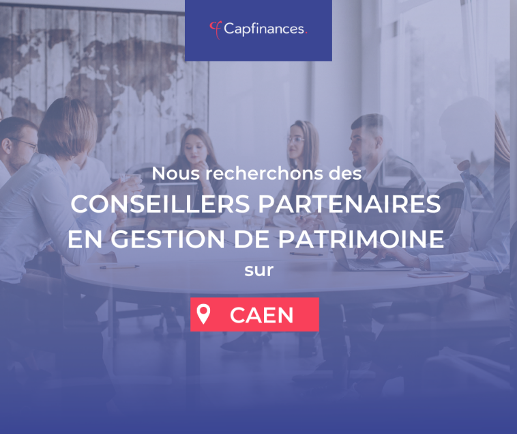 Capfinances.
Nous recherchons des
CONSEILLERS PARTENAIRES
EN GESTION DE PATRIMOINE
sur
CAEN